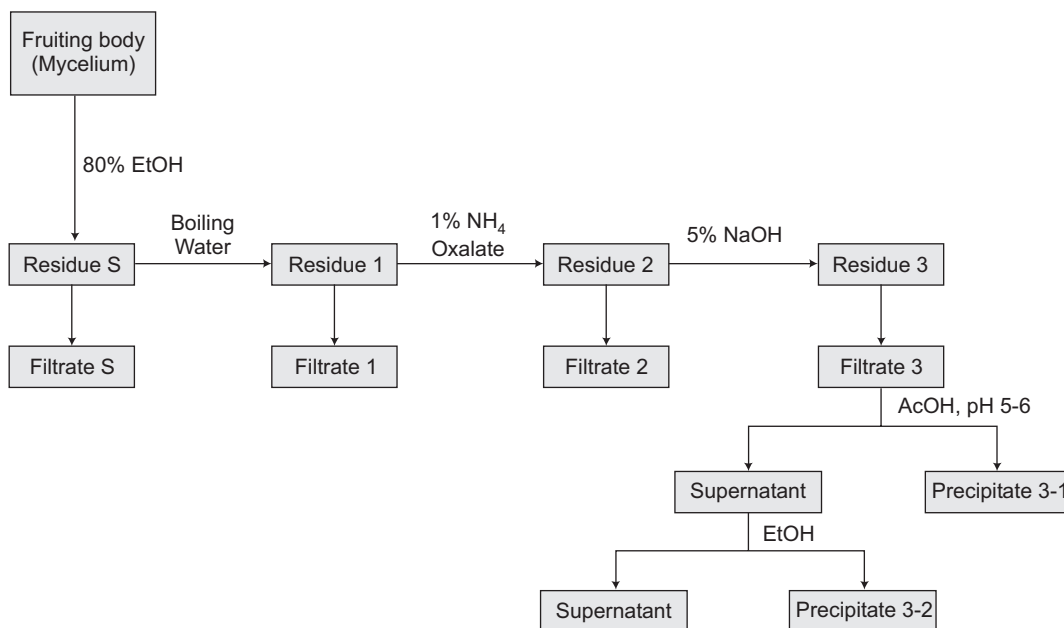 Fruiting body
(Mycelium)
80% EtOH
Boiling
Water
1% NH₄
Oxalate
5% NaOH
Residue S
Residue 1
Residue 2
Residue 3
Filtrate S
Filtrate 1
Filtrate 2
Filtrate 3
AcOH, pH 5-6
Supernatant
Precipitate 3-1
EtOH
Supernatant
Precipitate 3-2